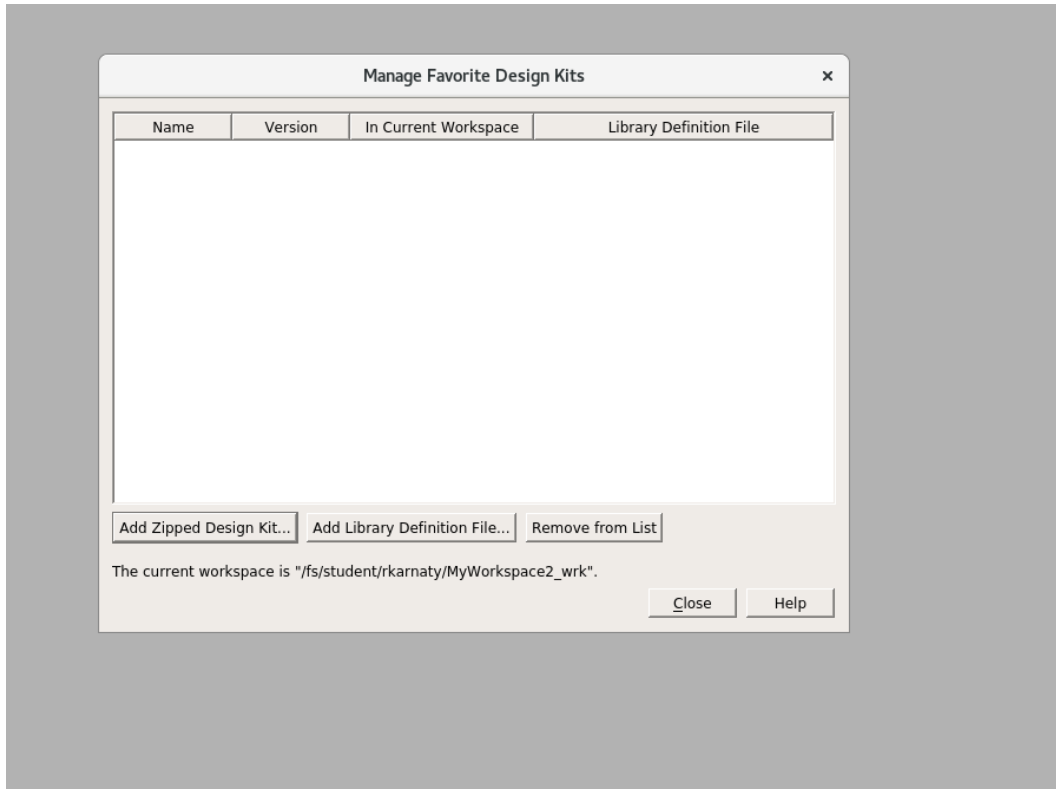 Manage Favorite Design Kits ×
Name Version In Current Workspace Library Definition File
Add Zipped Design Kit... Add Library Definition File... Remove from List
The current workspace is "/fs/student/rkarnaty/MyWorkspace2_wrk".
Close Help